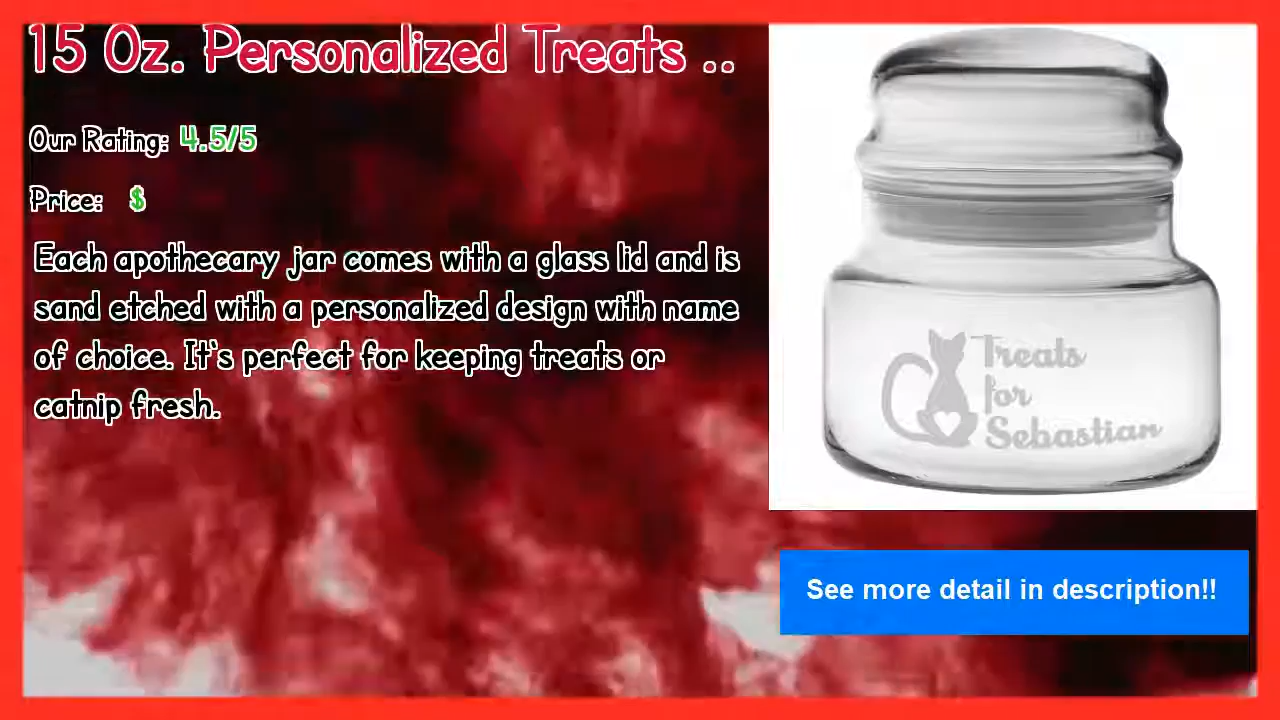 15 Oz. Personalized Treats ..
Our Rating: 4.5/5
Price: $
Each apothecary jar comes with a glass lid and is
sand etched with a personalized design with name
of choice. It's perfect for keeping treats or
catnip fresh.
Treats
for
Sebastian
See more detail in description!!